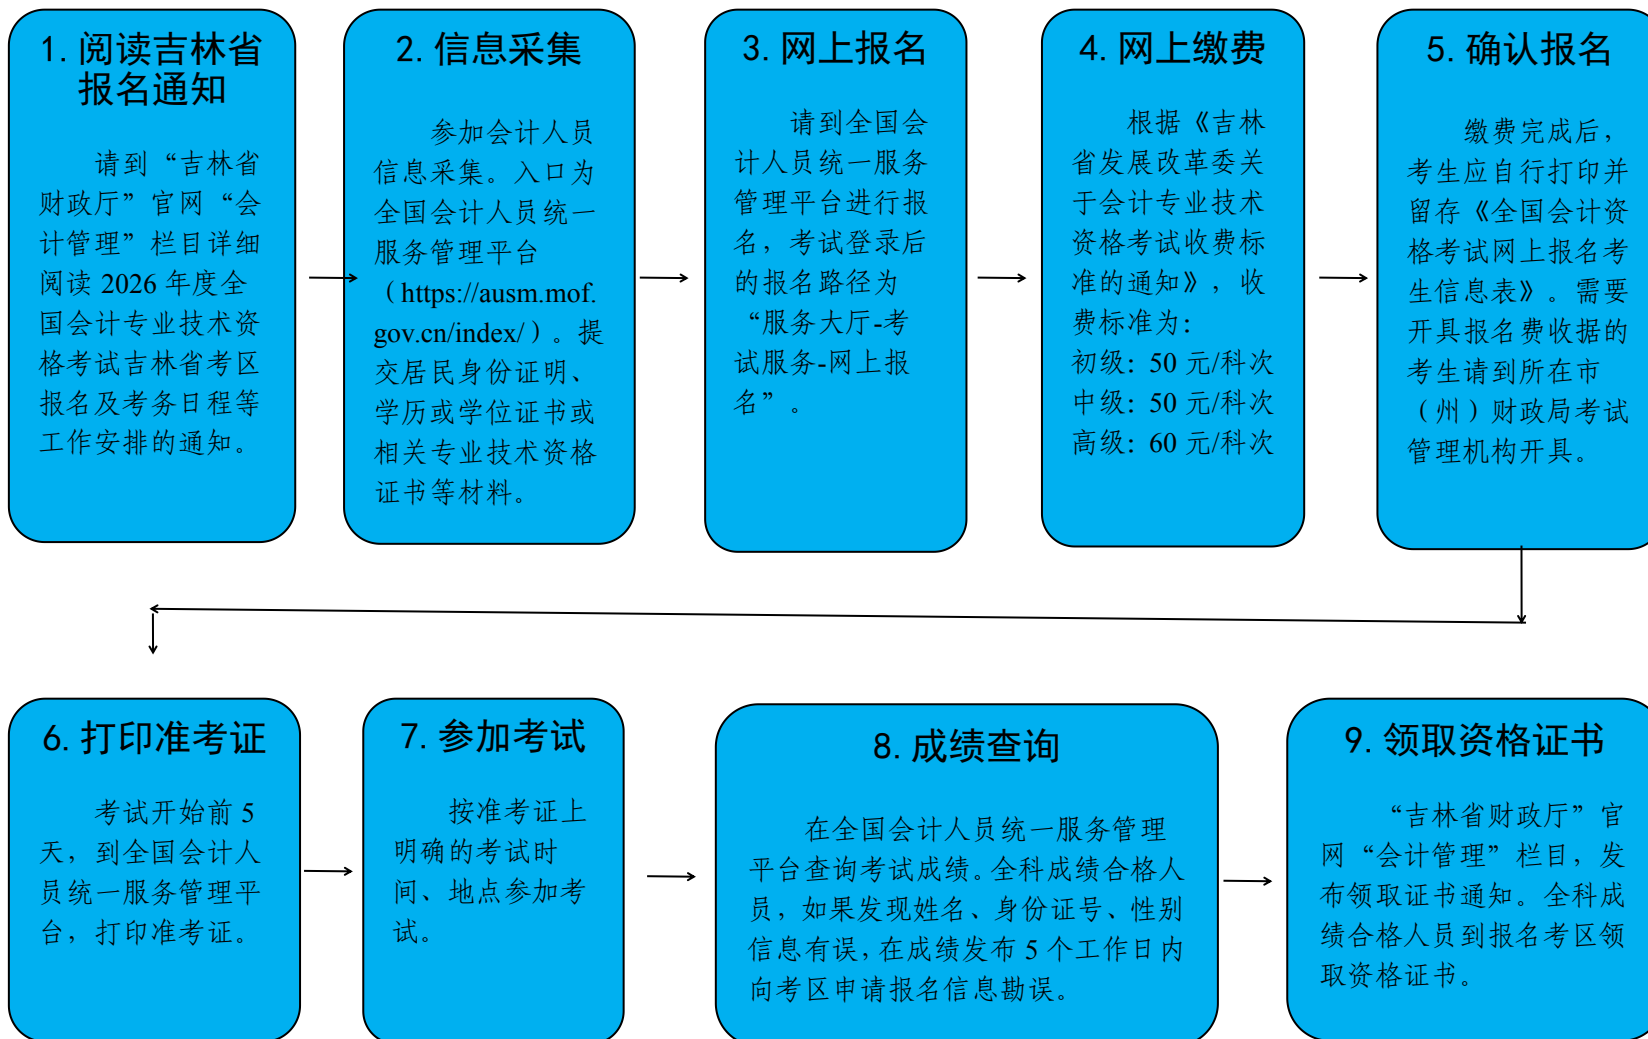 1. 阅读吉林省
报名通知
请到“吉林省
财政厅”官网“会
计管理”栏目详细
阅读 2026 年度全
国会计专业技术资
格考试吉林省考区
报名及考务日程等
工作安排的通知。
2. 信息采集
参加会计人员
信息采集。入口为
全国会计人员统一
服务管理平台
（https://ausm.mof.
gov.cn/index/）。提
交居民身份证明、
学历或学位证书或
相关专业技术资格
证书等材料。
3. 网上报名
请到全国会
计人员统一服务
管理平台进行报
名，考试登录后
的报名路径为
“服务大厅-考
试服务-网上报
名”。
4. 网上缴费
根据《吉林
省发展改革委关
于会计专业技术
资格考试收费标
准的通知》，收
费标准为：
初级：50 元/科次
中级：50 元/科次
高级：60 元/科次
5. 确认报名
缴费完成后，
考生应自行打印并
留存《全国会计资
格考试网上报名考
生信息表》。需要
开具报名费收据的
考生请到所在市
（州）财政局考试
管理机构开具。
6. 打印准考证
考试开始前 5
天，到全国会计人
员统一服务管理平
台，打印准考证。
7. 参加考试
按准考证上
明确的考试时
间、地点参加考
试。
8. 成绩查询
在全国会计人员统一服务管理
平台查询考试成绩。全科成绩合格人
员，如果发现姓名、身份证号、性别
信息有误，在成绩发布 5 个工作日内
向考区申请报名信息勘误。
9. 领取资格证书
“吉林省财政厅”官
网“会计管理”栏目，发
布领取证书通知。全科成
绩合格人员到报名考区领
取资格证书。